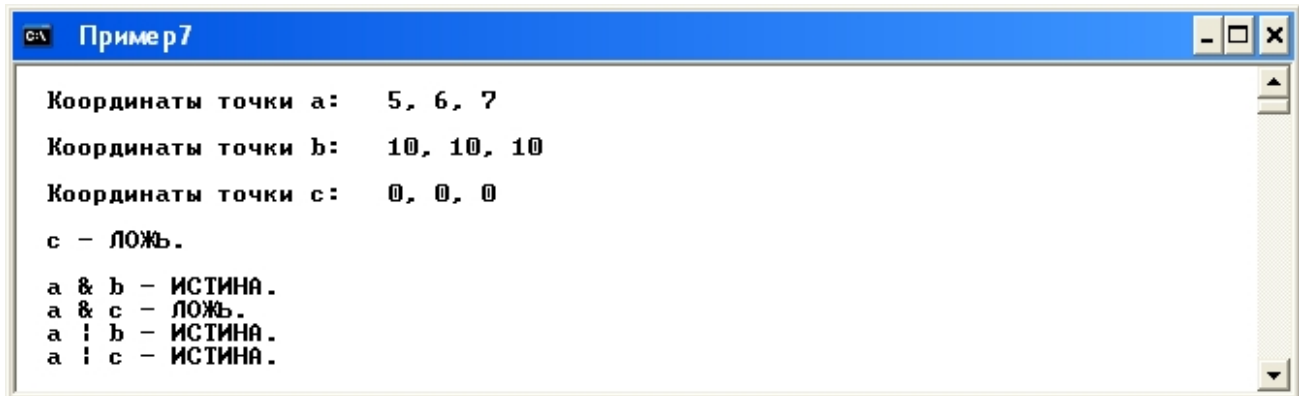 Пример7
Координаты точки a: 5, 6, 7
Координаты точки b: 10, 10, 10
Координаты точки c: 0, 0, 0
c – ЛОЖЬ.
a & b – ИСТИНА.
a & c – ЛОЖЬ.
a ¦ b – ИСТИНА.
a ¦ c – ИСТИНА.